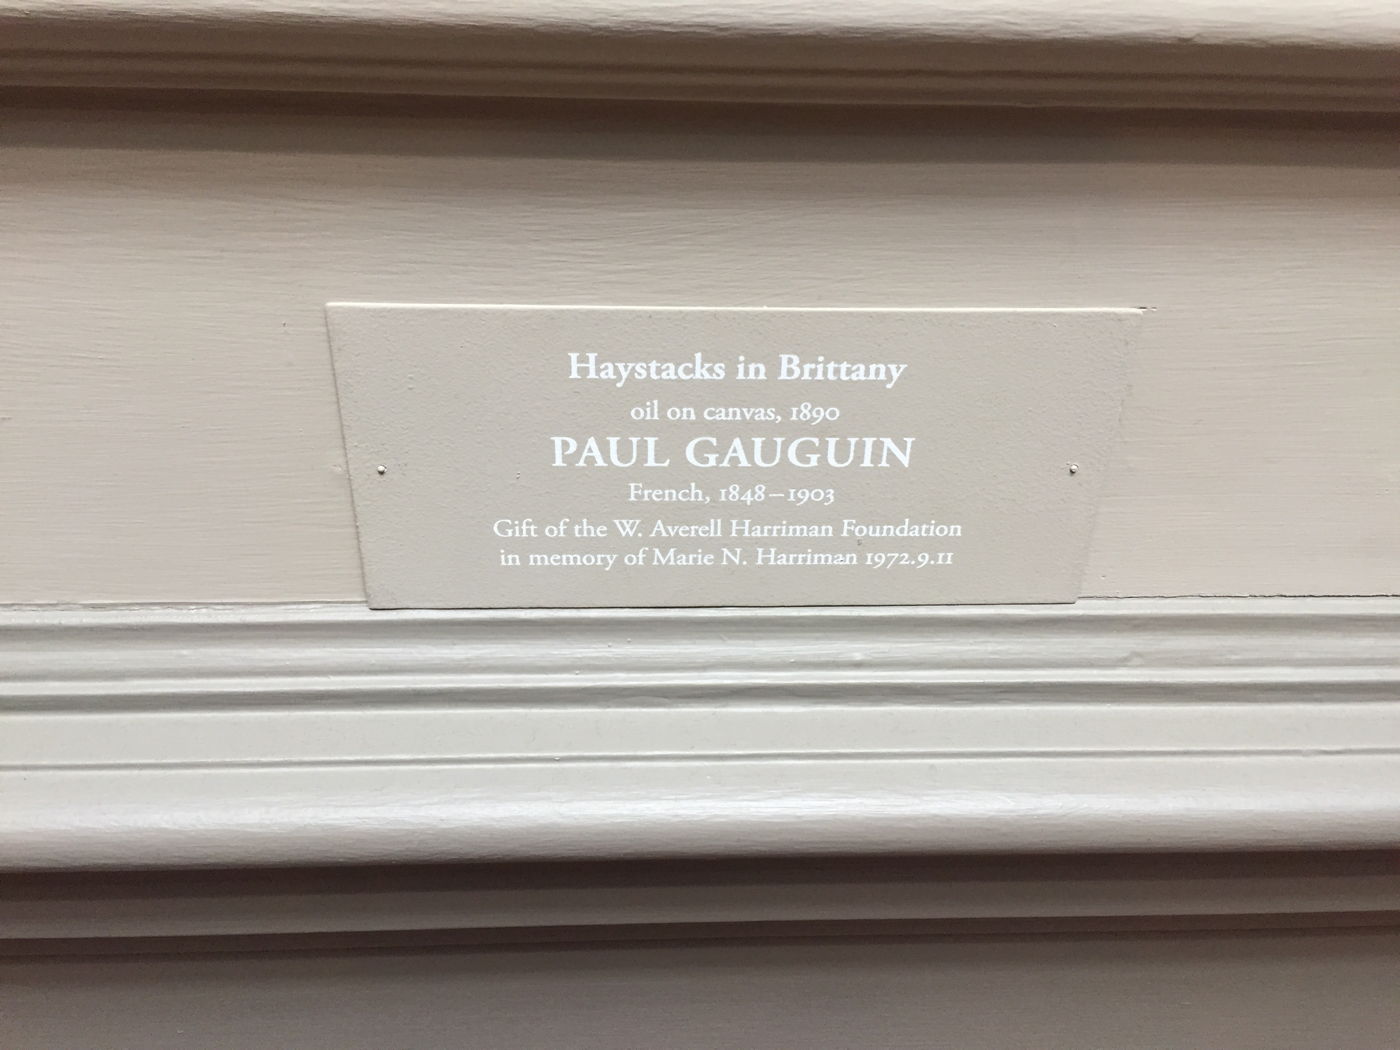 Haystacks in Brittany
oil on canvas, 1890
PAUL GAUGUIN
French, 1848–1903
Gift of the W. Averell Harriman Foundation
in memory of Marie N. Harriman 1972.9.11